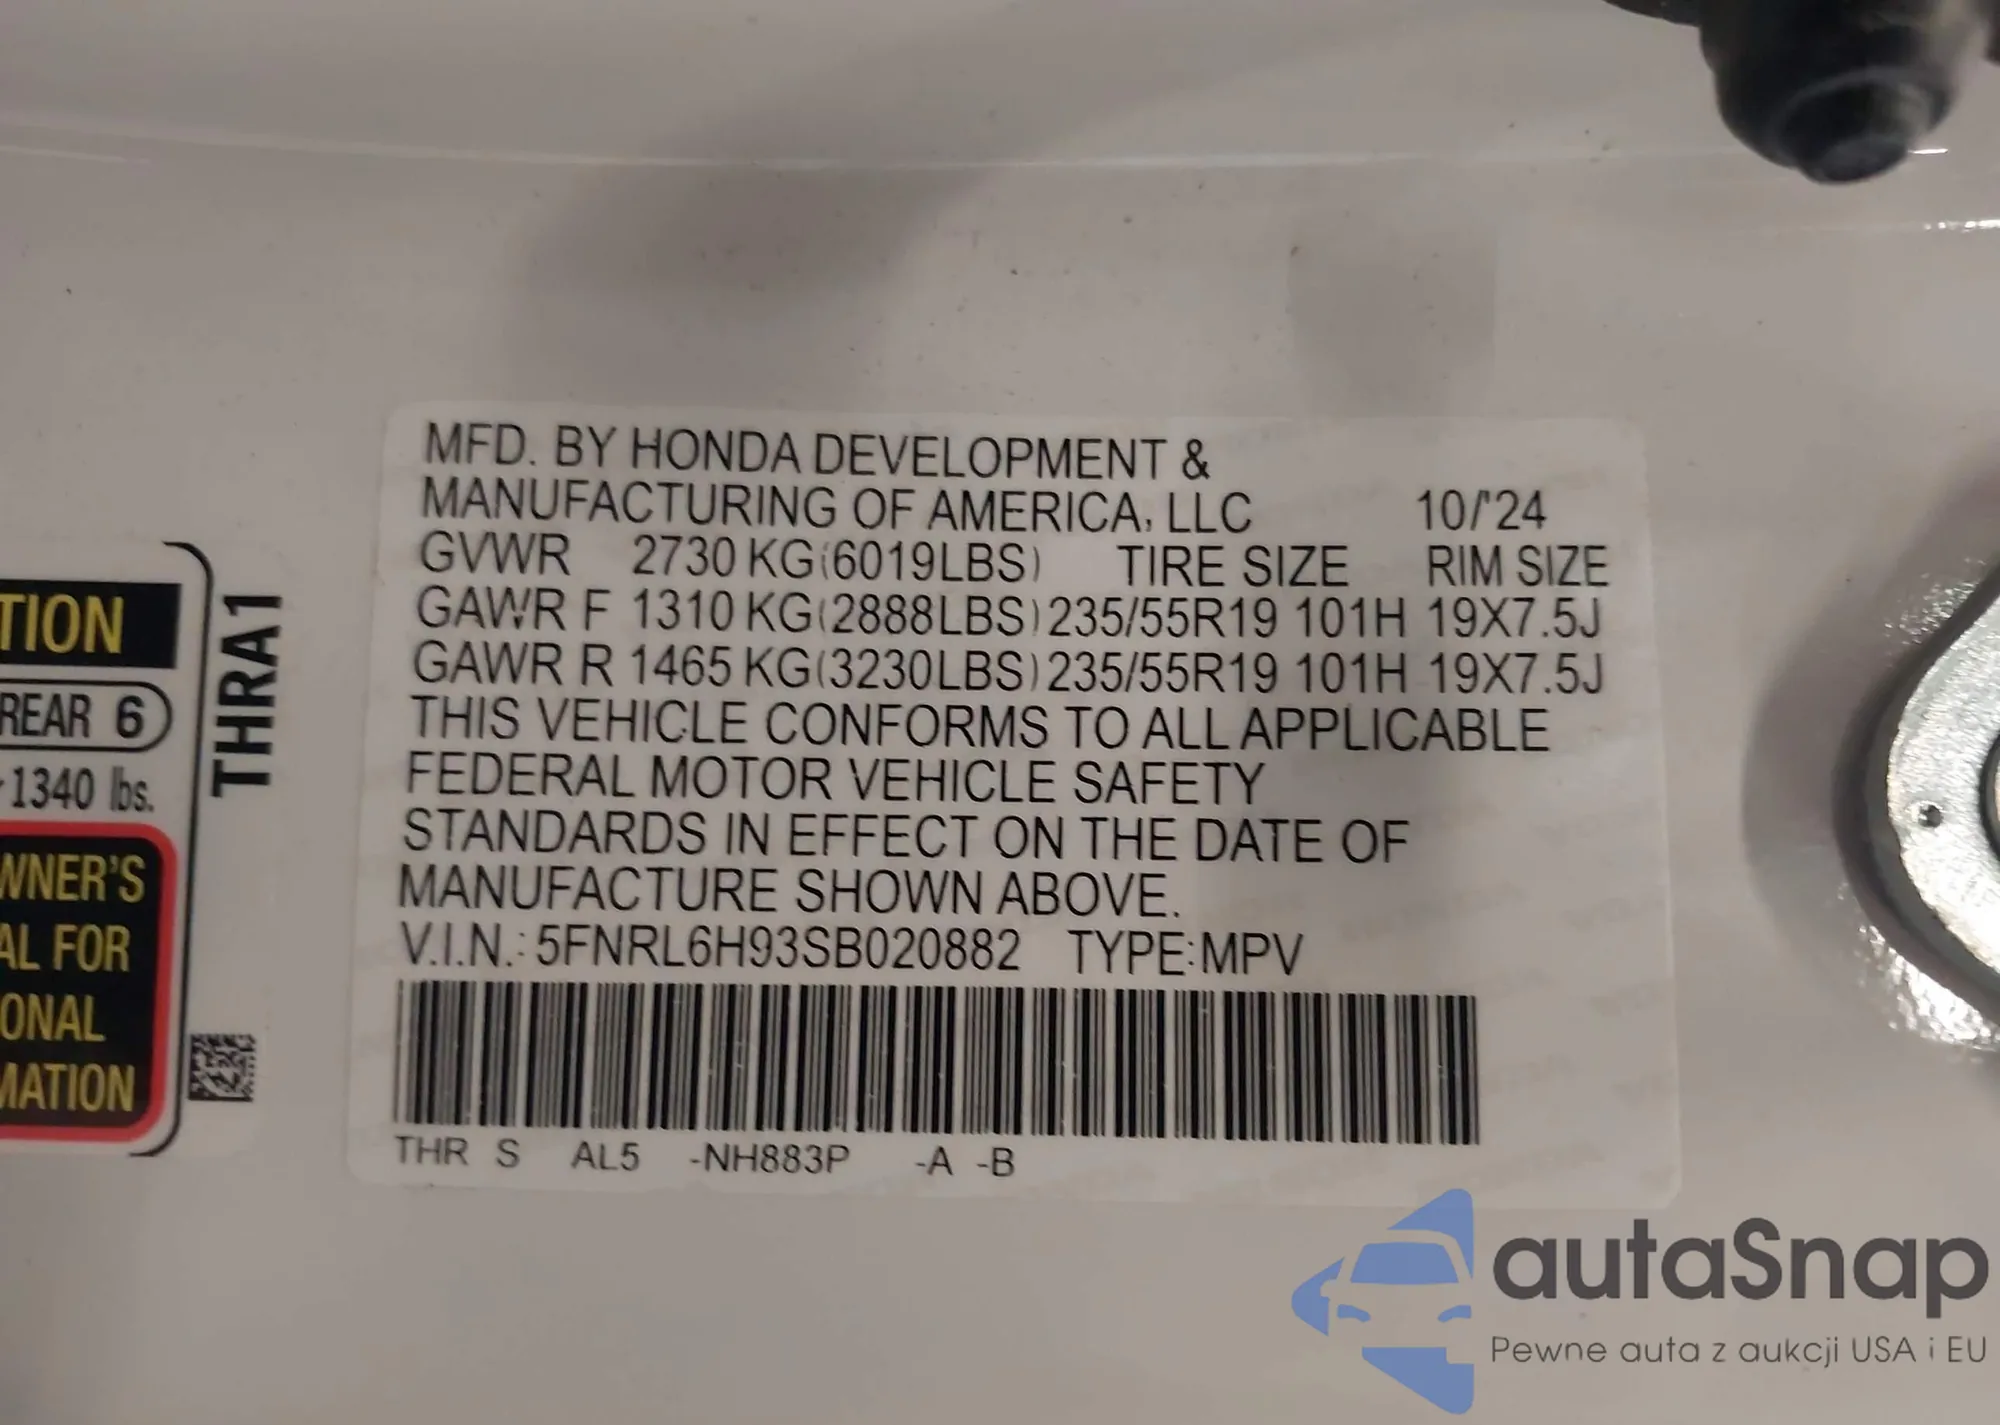 MFD. BY HONDA DEVELOPMENT &
MANUFACTURING OF AMERICA, LLC 10/'24
GVWR 2730 KG(6019LBS) TIRE SIZE RIM SIZE
GAWR F 1310 KG(2888LBS) 235/55R19 101H 19X7.5J
GAWR R 1465 KG(3230LBS) 235/55R19 101H 19X7.5J
THIS VEHICLE CONFORMS TO ALL APPLICABLE
FEDERAL MOTOR VEHICLE SAFETY
STANDARDS IN EFFECT ON THE DATE OF
MANUFACTURE SHOWN ABOVE.
V.I.N.: 5FNRL6H93SB020882 TYPE:MPV
THR S AL5 -NH883P -A -B
TION
REAR 6
1340 lbs.
WNER'S
AL FOR
ONAL
MATION
THRA1
autaSnap
Pewne auta z aukcji USA i EU